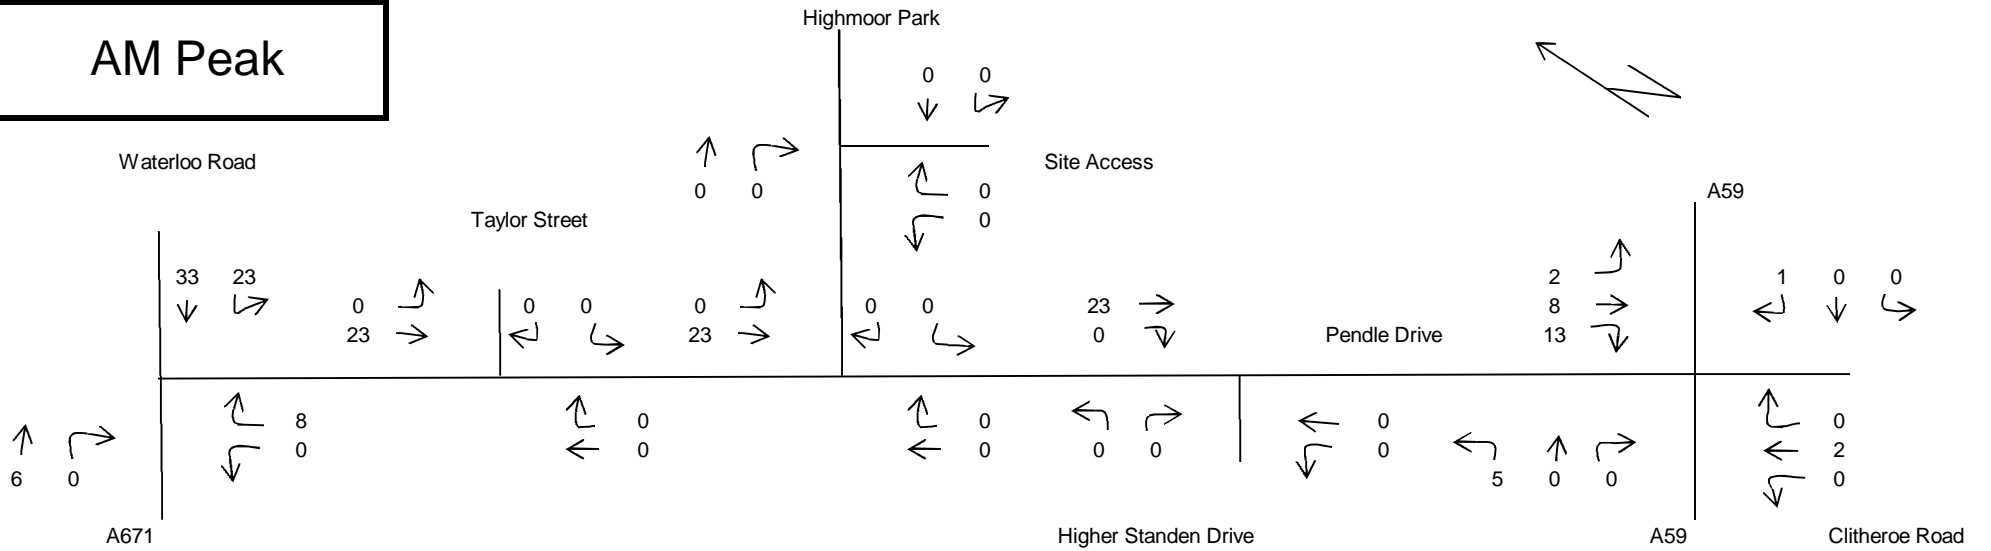 Highmoor Park
AM Peak
0 0
Waterloo Road
Site Access
0 0 0
A59
Taylor Street
0
33 23
2
1 0 0
0
0 0
0
0 0
23
8
23
23
0
Pendle Drive
13
8
0
0
0
0
0
0
0
0 0
0
2
6 0
5 0 0
0
A671
Higher Standen Drive
A59
Clitheroe Road